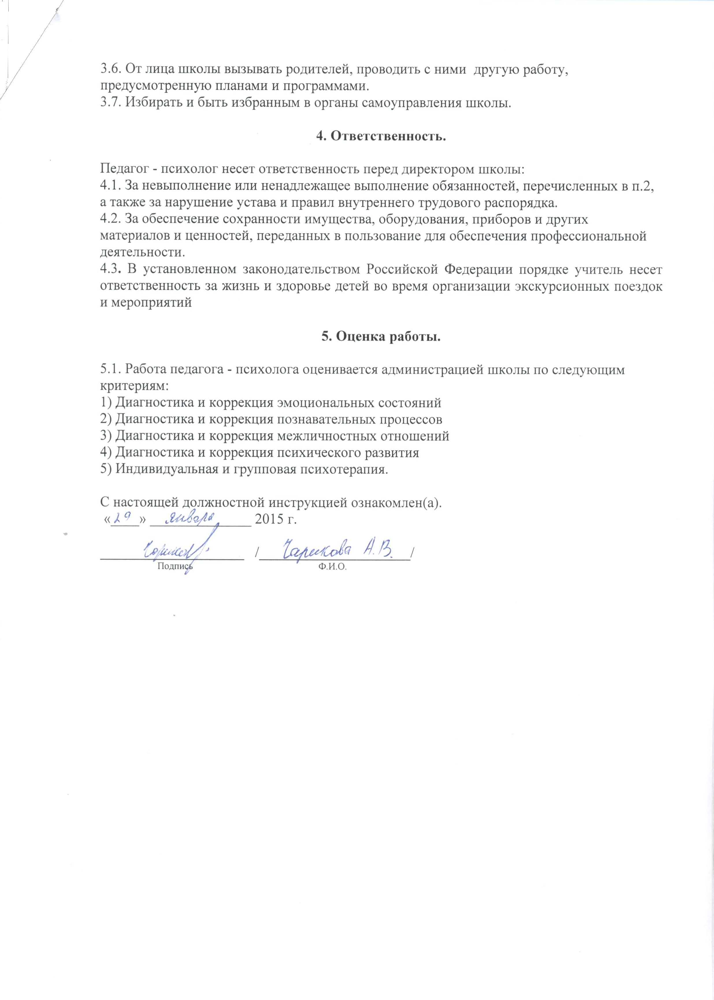 3.6. От лица школы вызывать родителей, проводить с ними другую работу,
предусмотренную планами и программами.
3.7. Избирать и быть избранным в органы самоуправления школы.
4. Ответственность.
Педагог - психолог несет ответственность перед директором школы:
4.1. За невыполнение или ненадлежащее выполнение обязанностей, перечисленных в п.2,
а также за нарушение устава и правил внутреннего трудового распорядка.
4.2. За обеспечение сохранности имущества, оборудования, приборов и других
материалов и ценностей, переданных в пользование для обеспечения профессиональной
деятельности.
4.3. В установленном законодательством Российской Федерации порядке учитель несет
ответственность за жизнь и здоровье детей во время организации экскурсионных поездок
и мероприятий
5. Оценка работы.
5.1. Работа педагога - психолога оценивается администрацией школы по следующим
критериям:
1) Диагностика и коррекция эмоциональных состояний
2) Диагностика и коррекция познавательных процессов
3) Диагностика и коррекция межличностных отношений
4) Диагностика и коррекция психического развития
5) Индивидуальная и групповая психотерапия.
С настоящей должностной инструкцией ознакомлен(а).
«29» января 2015 г.
/Чарикова А.В./
Подпись Ф.И.О.